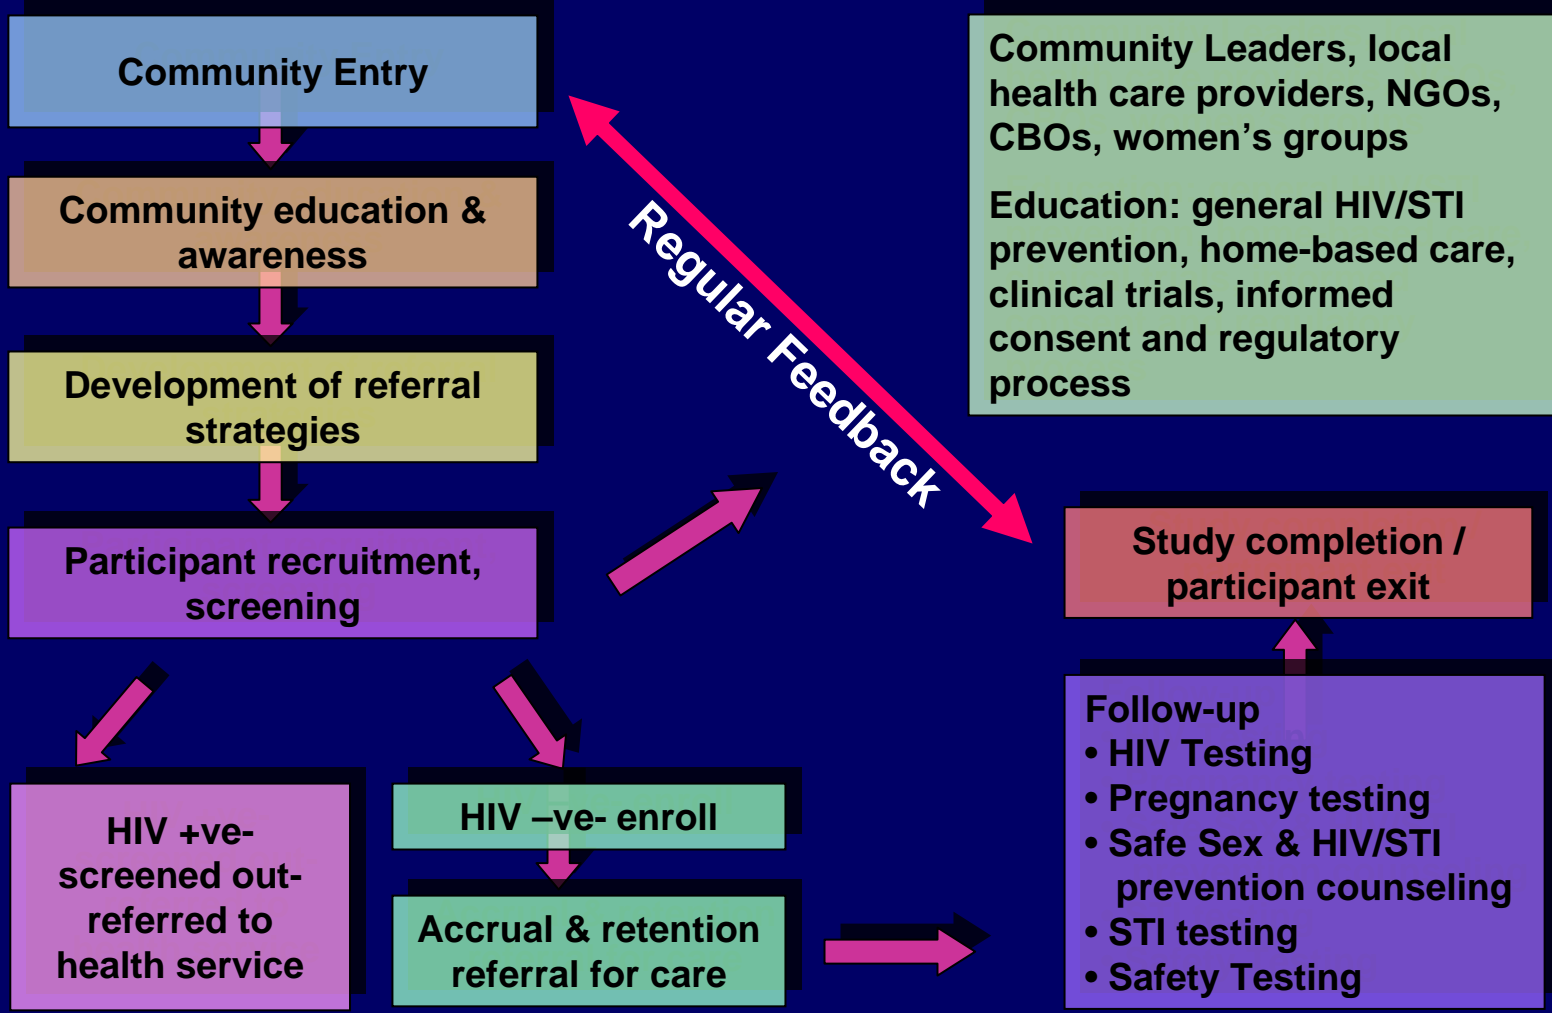 Community Entry
Community education &
awareness
Development of referral
strategies
Participant recruitment,
screening
HIV +ve-
screened out-
referred to
health service
HIV –ve- enroll
Accrual & retention
referral for care
Regular Feedback
Community Leaders, local
health care providers, NGOs,
CBOs, women’s groups
Education: general HIV/STI
prevention, home-based care,
clinical trials, informed
consent and regulatory
process
Study completion /
participant exit
Follow-up
• HIV Testing
• Pregnancy testing
• Safe Sex & HIV/STI
prevention counseling
• STI testing
• Safety Testing